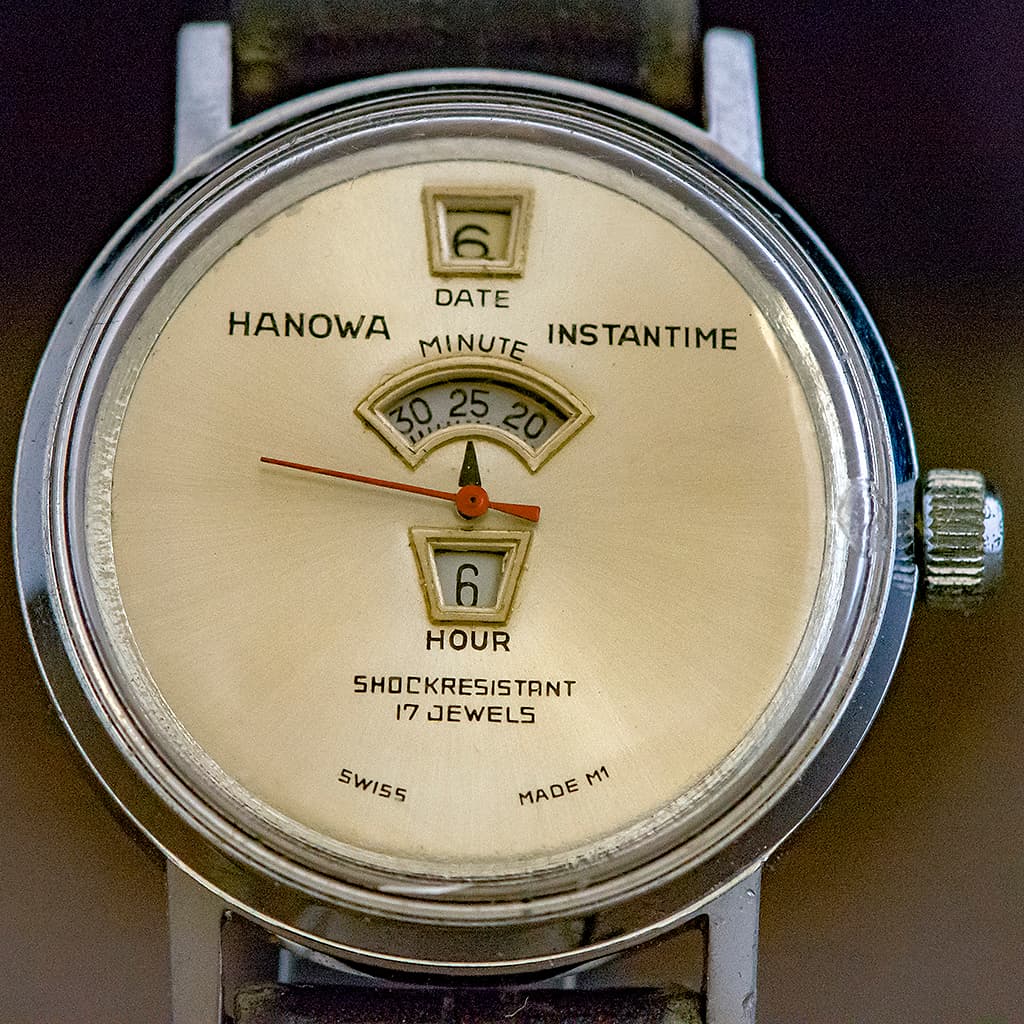 6
DATE
HANOWA INSTANTIME
MINUTE
30 25 20
6
HOUR
SHOCKRESISTANT
17 JEWELS
SWISS MADE M1